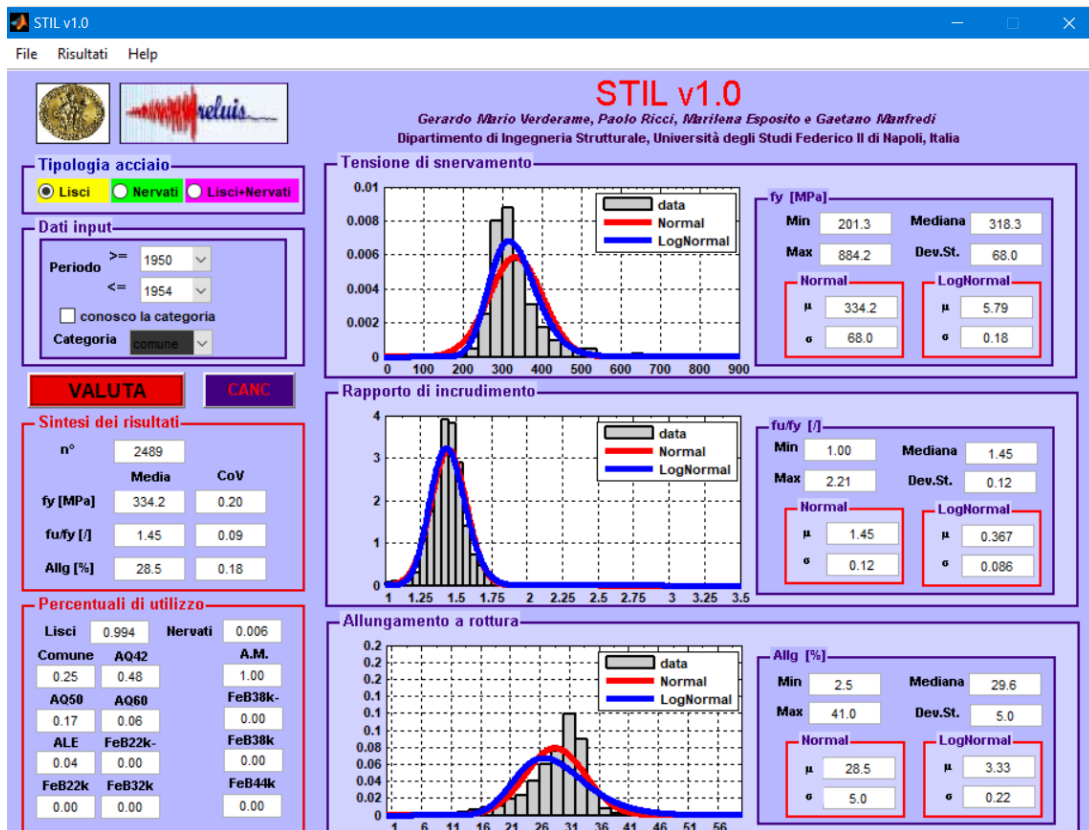 STIL v1.0
File Risultati Help
reluis
STIL v1.0
Gerardo Mario Verderame, Paolo Ricci, Marilena Esposito e Gaetano Manfredi
Dipartimento di Ingegneria Strutturale, Università degli Studi Federico II di Napoli, Italia
Tipologia acciaio
Lisci Nervati Lisci+Nervati
Dati input
Periodo >= 1950
<= 1954
conosco la categoria
Categoria comune
VALUTA CANC
Sintesi dei risultati
n° 2489
Media CoV
fy [MPa] 334.2 0.20
fu/fy [/] 1.45 0.09
Allg [%] 28.5 0.18
Percentuali di utilizzo
Lisci 0.994 Nervati 0.006
Comune AQ42 A.M.
0.25 0.48 1.00
AQ50 AQ60 FeB38k-
0.17 0.06 0.00
ALE FeB22k- FeB38k
0.04 0.00 0.00
FeB22k FeB32k FeB44k
0.00 0.00 0.00
Tensione di snervamento
0.01
0.008
0.006
0.004
0.002
0
0 100 200 300 400 500 600 700 800 900
data
Normal
LogNormal
fy [MPa]
Min 201.3 Mediana 318.3
Max 884.2 Dev.St. 68.0
Normal LogNormal
μ 334.2 μ 5.79
σ 68.0 σ 0.18
Rapporto di incrudimento
4
3
2
1
0
1 1.25 1.5 1.75 2 2.25 2.5 2.75 3 3.25 3.5
data
Normal
LogNormal
fu/fy [/]
Min 1.00 Mediana 1.45
Max 2.21 Dev.St. 0.12
Normal LogNormal
μ 1.45 μ 0.367
σ 0.12 σ 0.086
Allungamento a rottura
0.2
0.2
0.2
0.1
0.1
0.1
0.08
0.06
0.04
0.02
0
1 6 11 16 21 26 31 36 41 46 51 56
data
Normal
LogNormal
Allg [%]
Min 2.5 Mediana 29.6
Max 41.0 Dev.St. 5.0
Normal LogNormal
μ 28.5 μ 3.33
σ 5.0 σ 0.22